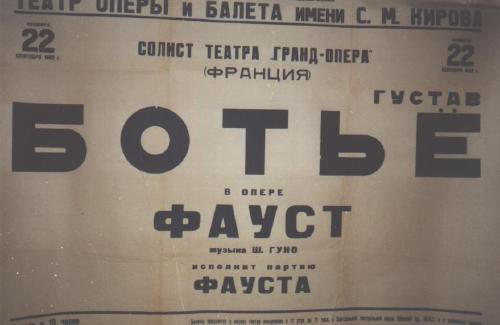 ТЕАТР ОПЕРЫ И БАЛЕТА ИМЕНИ С. М. КИРОВА
22
22
СОЛИСТ ТЕАТРА „ГРАНД-ОПЕРА"
(ФРАНЦИЯ)
ГУСТАВ
БОТЬЁ
В ОПЕРЕ
ФАУСТ
музыка Ш. ГУНО
исполнит партию
ФАУСТА